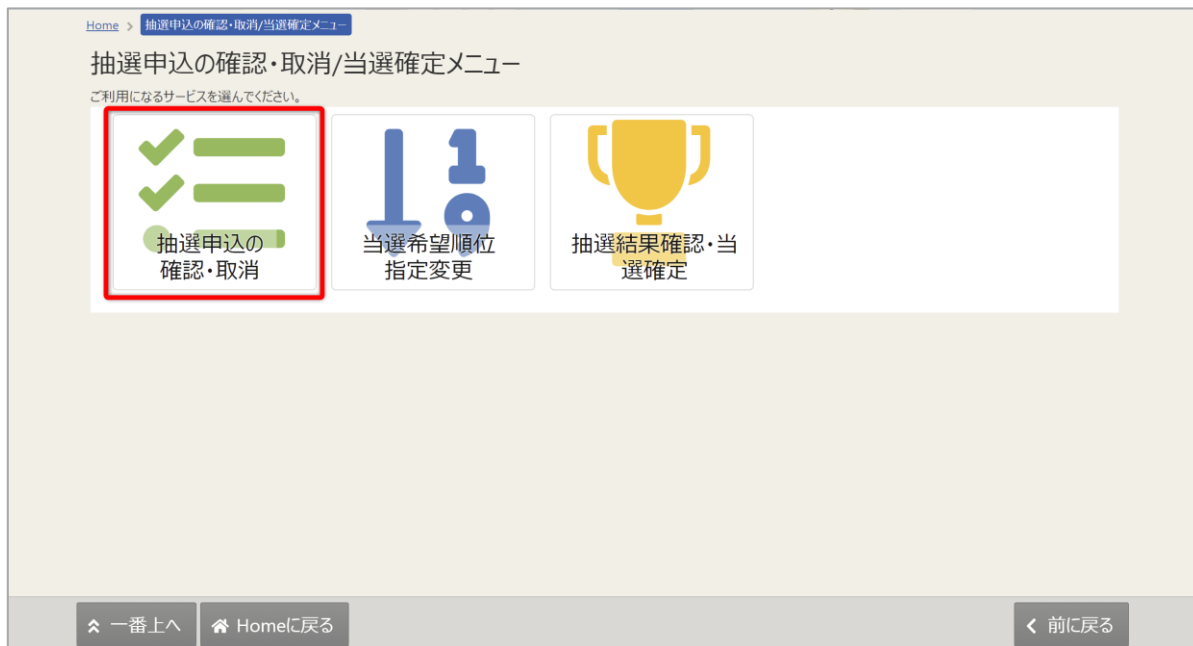 Home > 抽選申込の確認・取消/当選確定メニュー
抽選申込の確認・取消/当選確定メニュー
ご利用になるサービスを選んでください。
抽選申込の
確認・取消
当選希望順位
指定変更
抽選結果確認・当
選確定
一番上へ
Homeに戻る
前に戻る